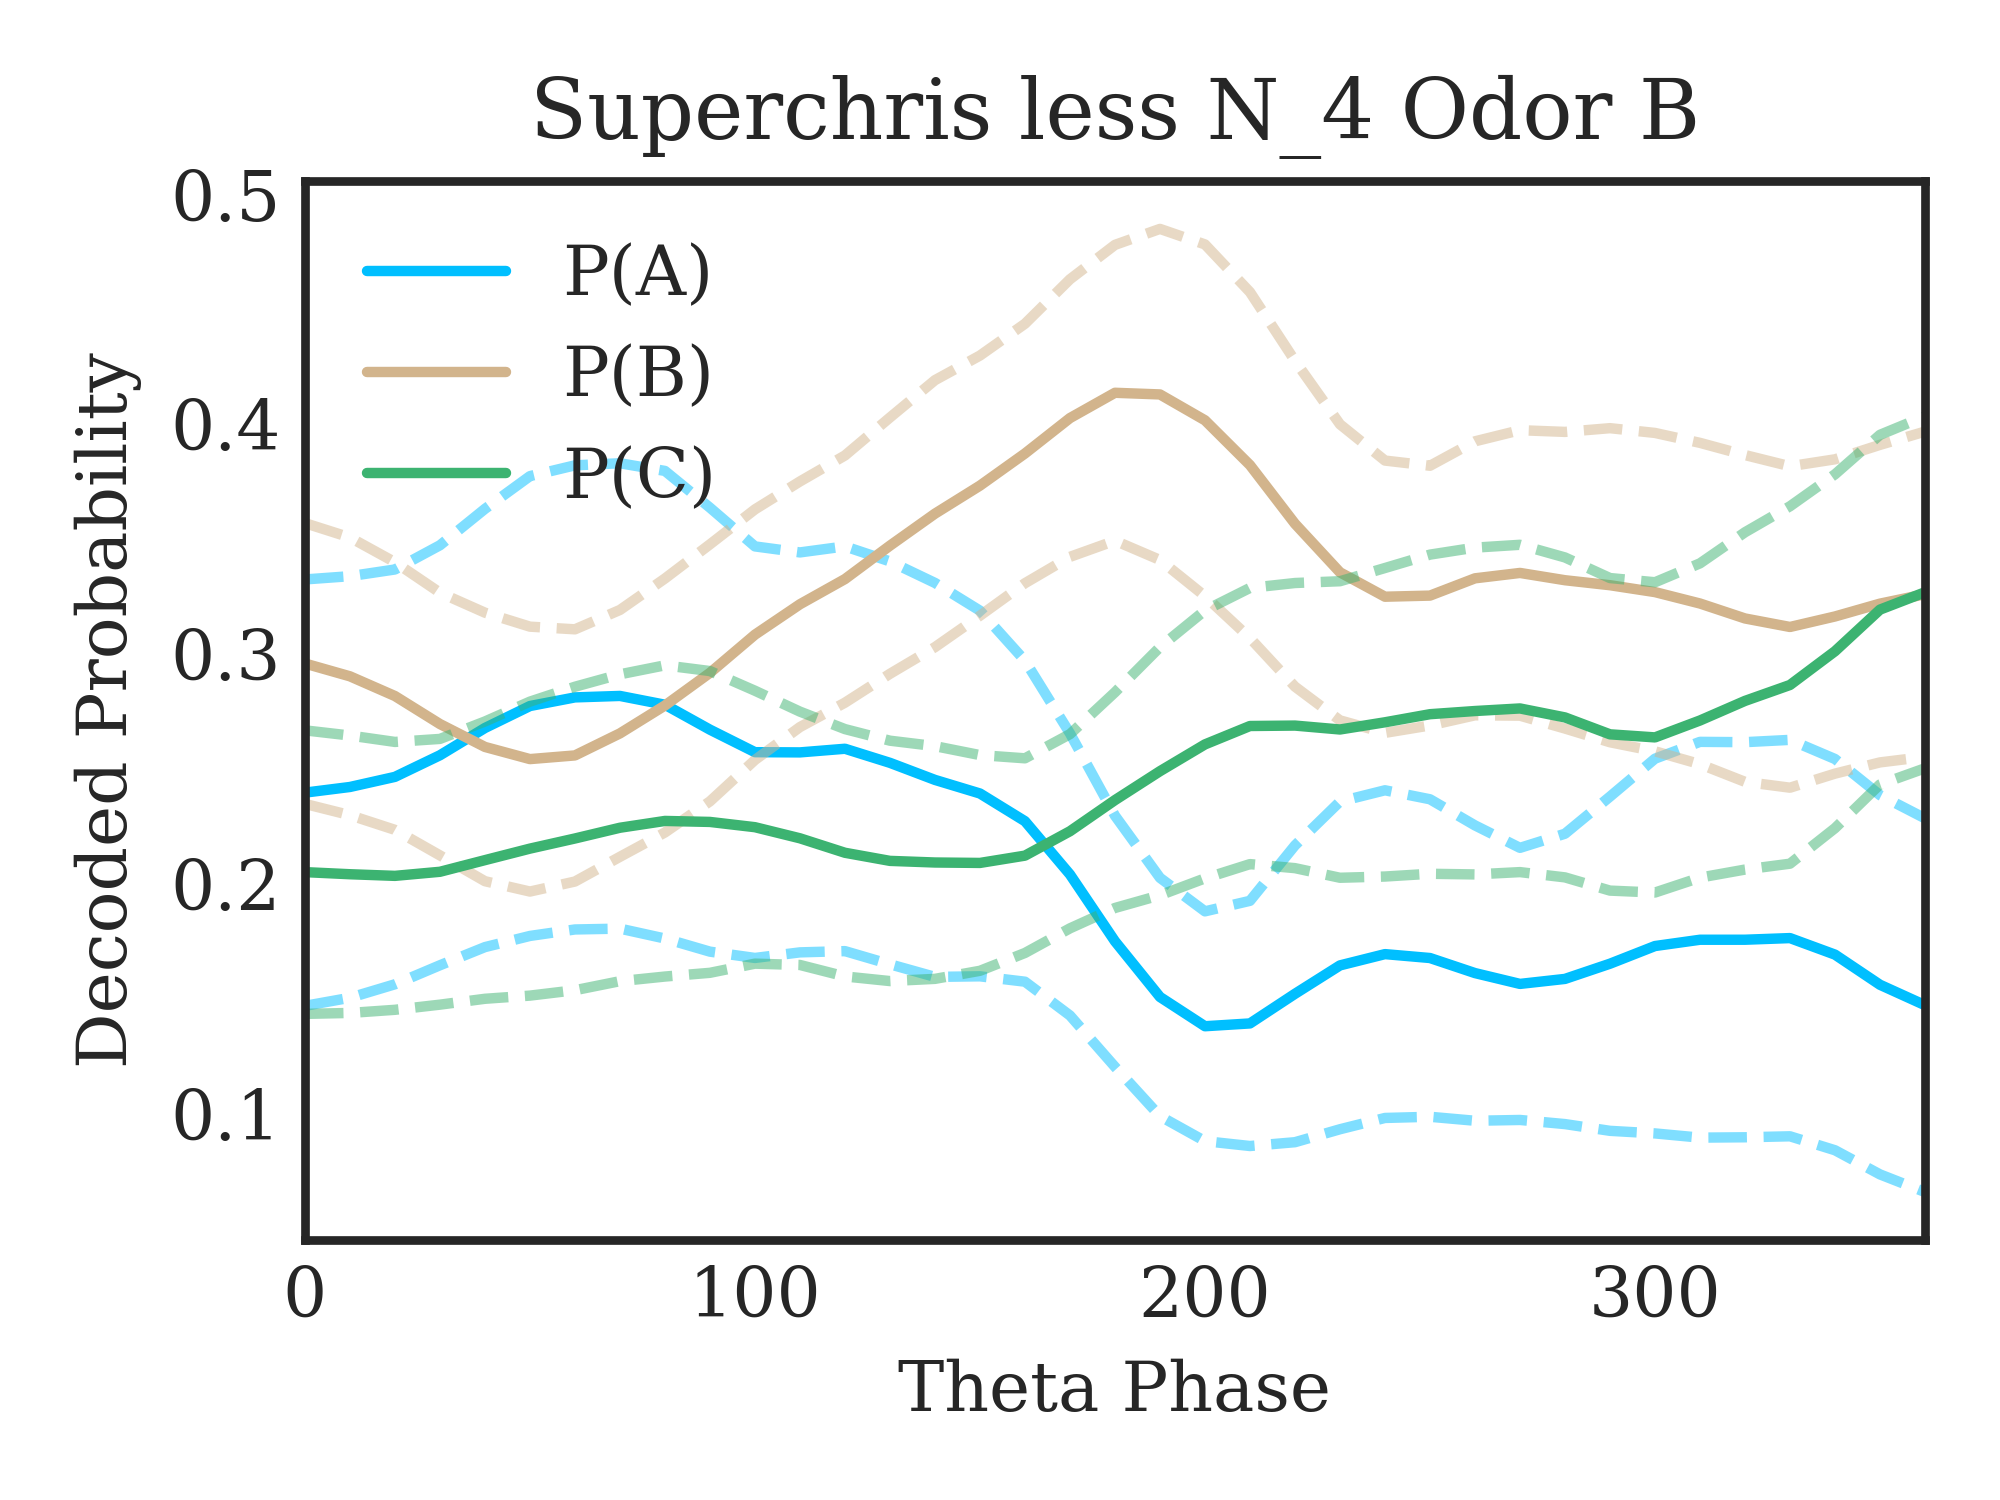 Superchris less N_4 Odor B
0.5
0.4
0.3
0.2
0.1
Decoded Probability
P(A)
P(B)
P(C)
0 100 200 300
Theta Phase